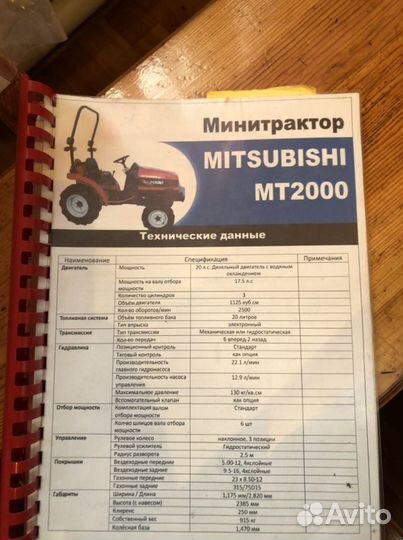 Минитрактор
MITSUBISHI
MT2000
Технические данные
Наименование Спецификация Примечания
Двигатель Мощность 20 л.с. Дизельный двигатель с водяным охлаждением
Мощность на валу отбора мощности 17.5 л.с
Количество цилиндров 3
Объём двигателя 1125 куб см
Кол-во оборотов/мин 2500
Топливная система Объём топливного бака 20 литров
Тип впрыска электронный
Трансмиссия Тип трансмиссии Механическая или гидростатическая
Кол-во передач 6 вперед 2 назад
Гидравлика Позиционный контроль Стандарт
Тяговый контроль как опция
Производительность главного гидронасоса 22.1 л/мин
Производительность насоса управления 12.9 л/мин
Максимальное давление 130 кг/кв.см
Вспомогательный клапан как опция
Отбор мощности Комплектация валом отбора мощности Стандарт
Кол-во шлицов вала отбора мощности 6 шт
Управление Рулевое колесо наклонное, 3 позиции
Рулевой усилитель Гидростатический
Радиус разворота 2.5 м
Покрышки Вездеходные передние 5.00-12, 4хслойные
Вездеходные задние 9.5-16, 4хслойные
Газонные передние 23 x 8.50-12
Газонные задние 315/75D15
Габариты Ширина / Длина 1,175 мм/2,820 мм
Высота (с навесом) 2385 мм
Клиренс 250 мм
Собственный вес 915 кг
Колёсная база 1,470 мм
Avito